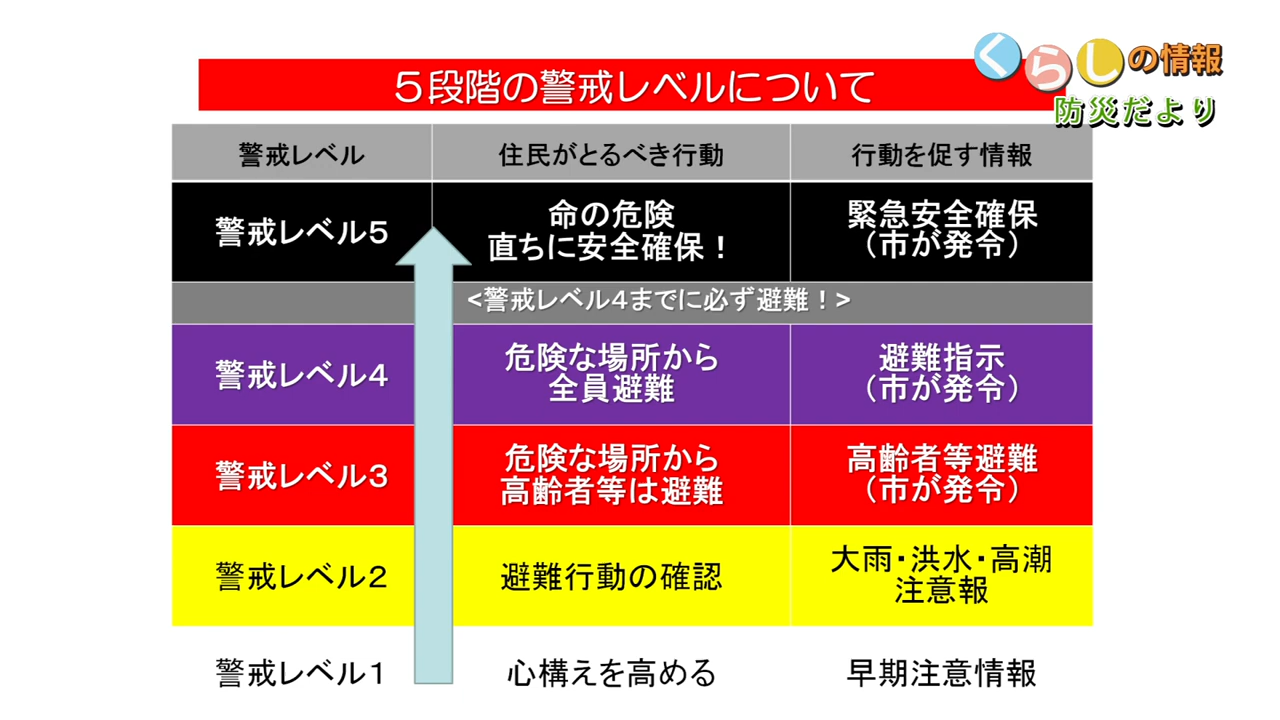 くらしの情報
防災だより
５段階の警戒レベルについて
警戒レベル 住民がとるべき行動 行動を促す情報
警戒レベル５
命の危険
直ちに安全確保！
緊急安全確保
（市が発令）
<警戒レベル４までに必ず避難！>
警戒レベル４
危険な場所から
全員避難
避難指示
（市が発令）
警戒レベル３
危険な場所から
高齢者等は避難
高齢者等避難
（市が発令）
警戒レベル２
避難行動の確認
大雨・洪水・高潮
注意報
警戒レベル１
心構えを高める
早期注意情報